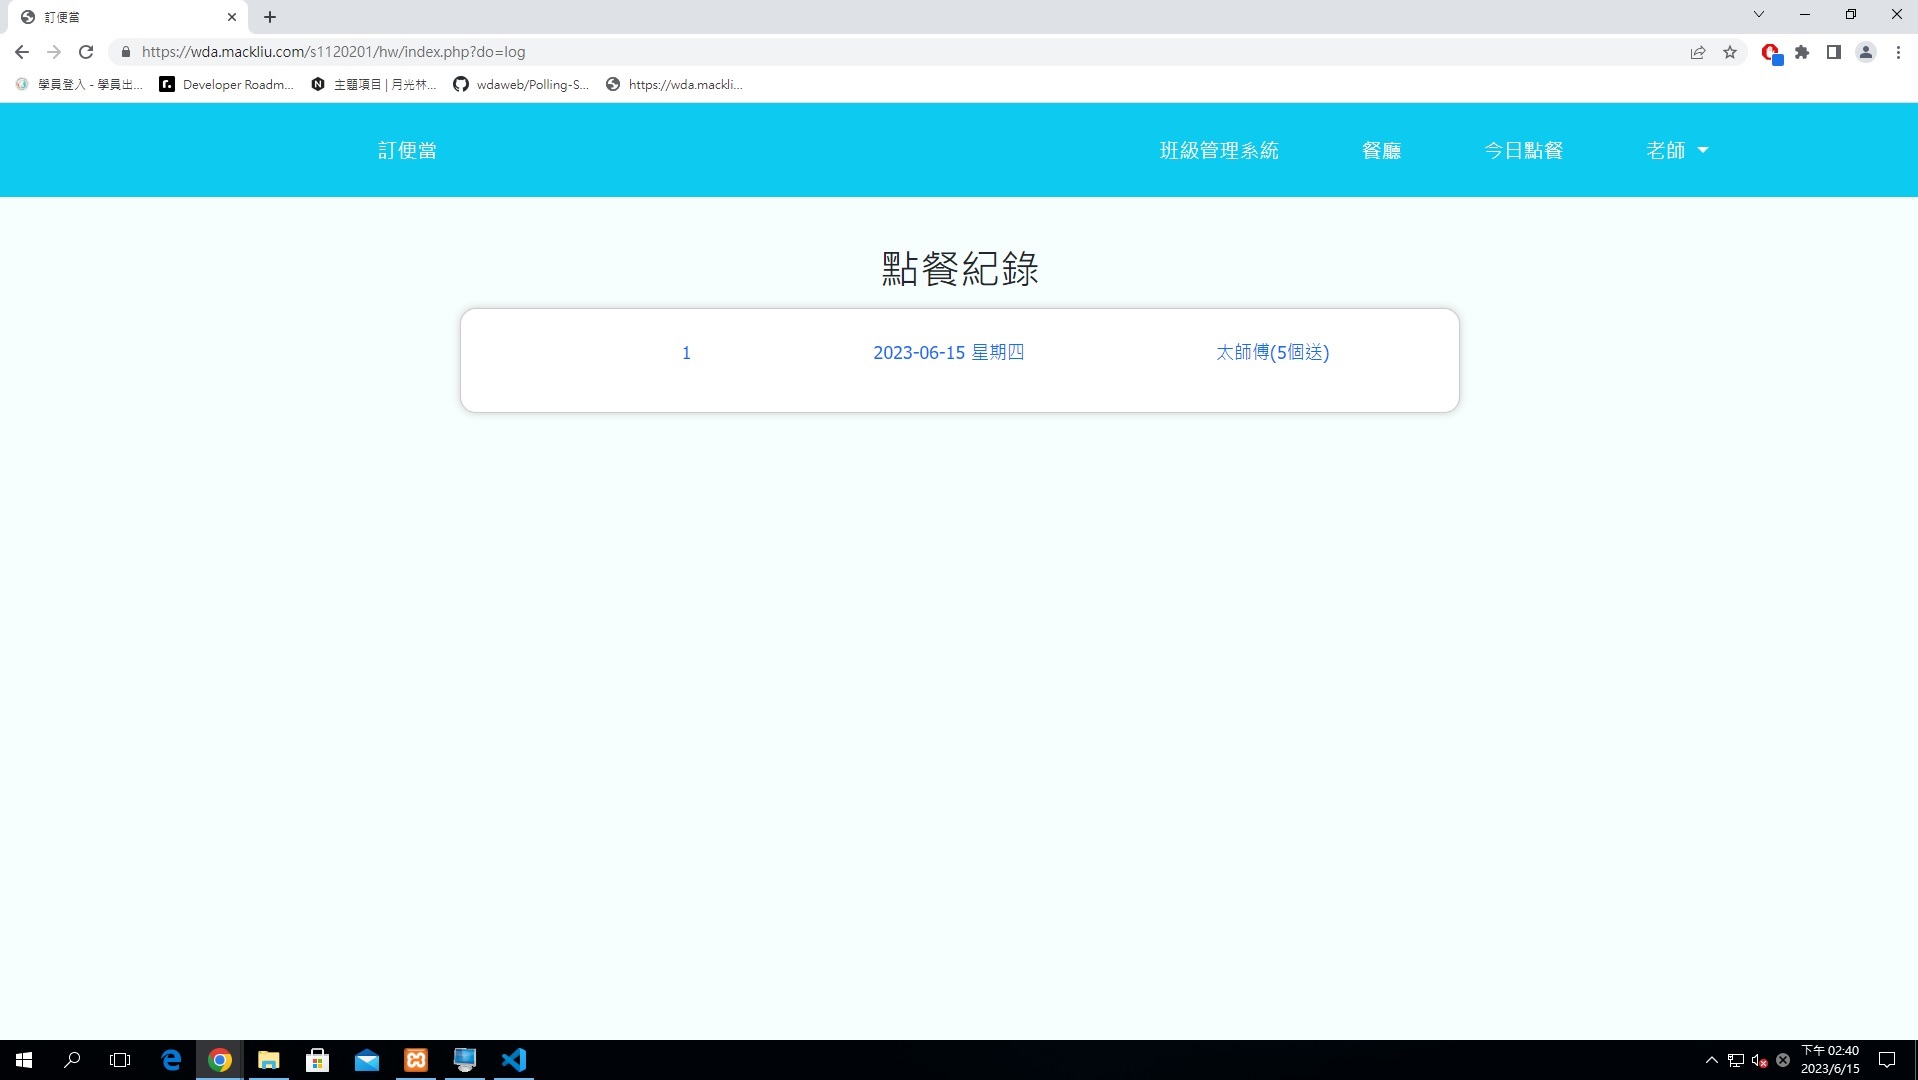 訂便當
https://wda.mackliu.com/s1120201/hw/index.php?do=log
學員登入 - 學員出...
Developer Roadm...
主題項目 | 月光林...
wdaweb/Polling-S...
https://wda.mackli...
訂便當
班級管理系統
餐廳
今日點餐
老師
點餐紀錄
1 2023-06-15 星期四 太師傅(5個送)
下午 02:40
2023/6/15